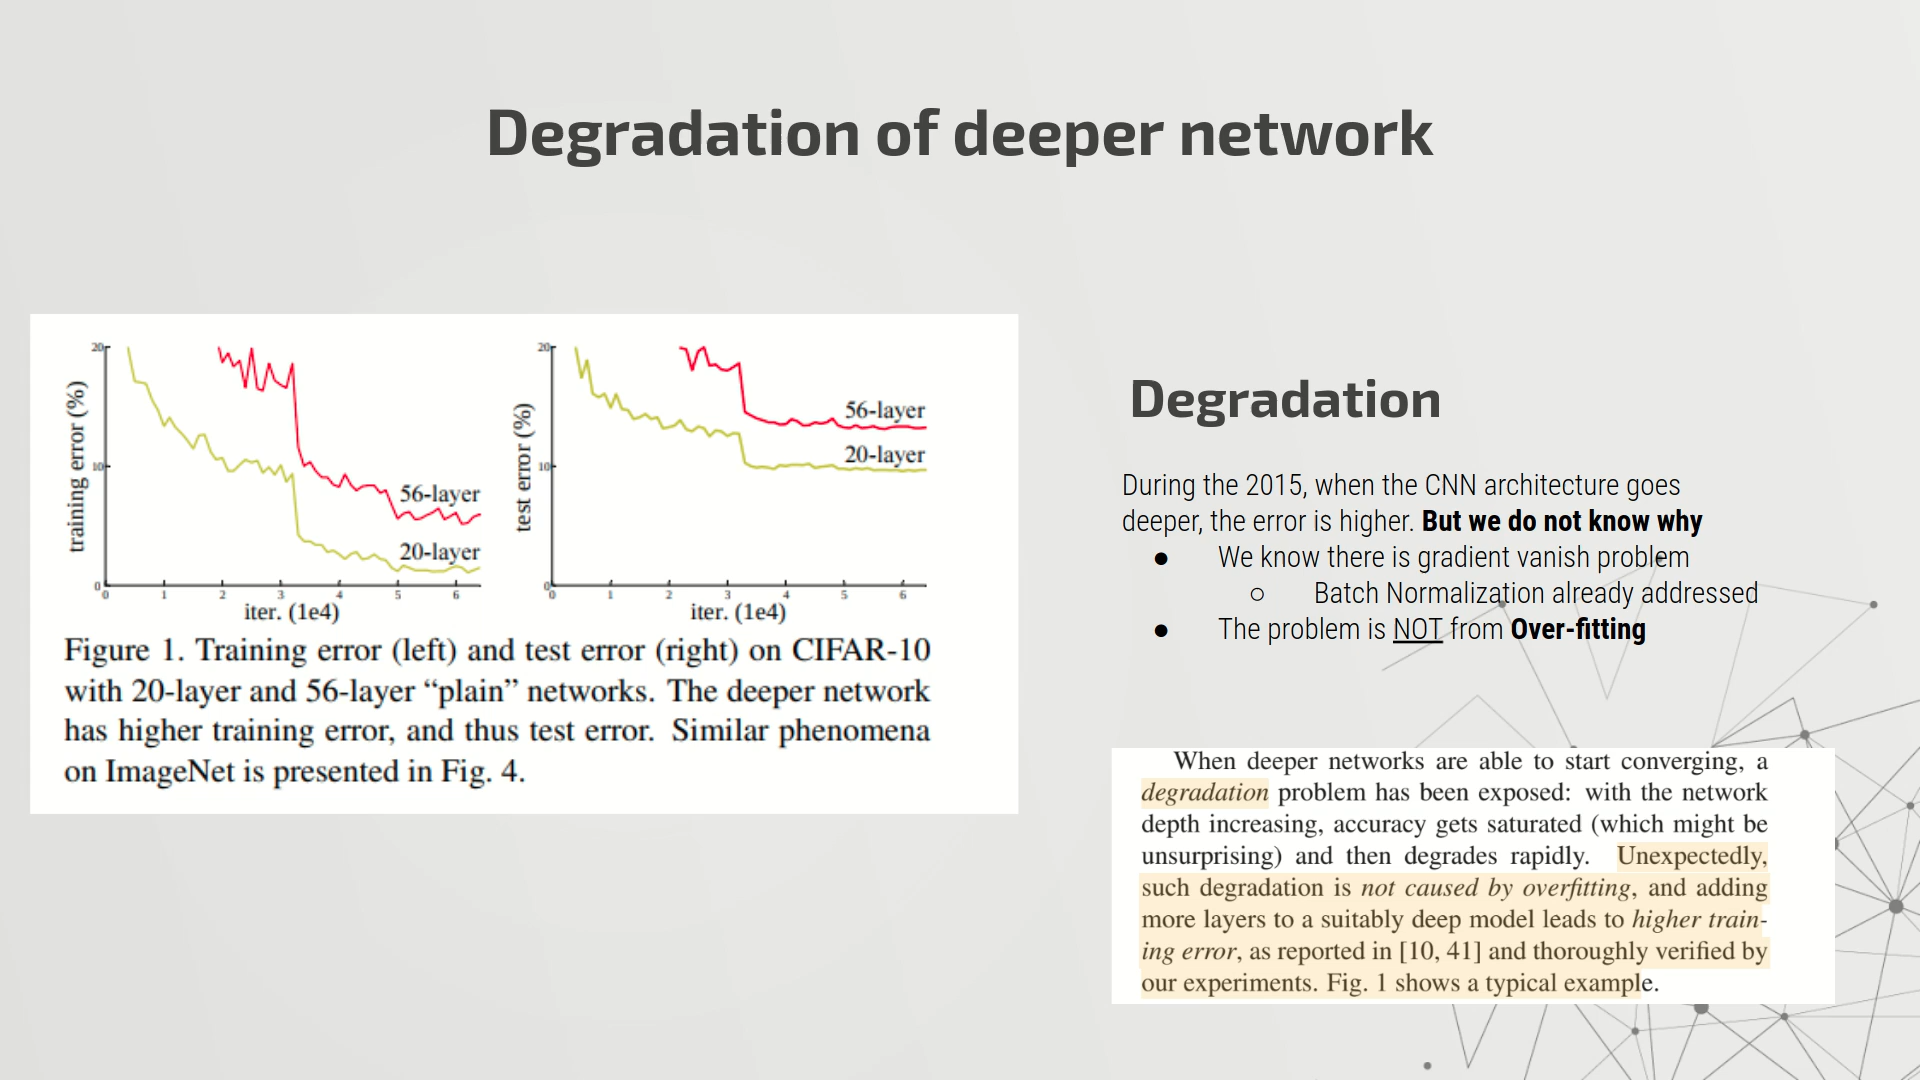 Degradation of deeper network
20
10
0
training error (%)
56-layer
20-layer
0 1 2 3 4 5 6
iter. (1e4)
20
10
0
test error (%)
56-layer
20-layer
0 1 2 3 4 5 6
iter. (1e4)
Figure 1. Training error (left) and test error (right) on CIFAR-10
with 20-layer and 56-layer “plain” networks. The deeper network
has higher training error, and thus test error. Similar phenomena
on ImageNet is presented in Fig. 4.
Degradation
During the 2015, when the CNN architecture goes
deeper, the error is higher. But we do not know why
● We know there is gradient vanish problem
○ Batch Normalization already addressed
● The problem is NOT from Over-fitting
When deeper networks are able to start converging, a
degradation problem has been exposed: with the network
depth increasing, accuracy gets saturated (which might be
unsurprising) and then degrades rapidly. Unexpectedly,
such degradation is not caused by overfitting, and adding
more layers to a suitably deep model leads to higher train-
ing error, as reported in [10, 41] and thoroughly verified by
our experiments. Fig. 1 shows a typical example.